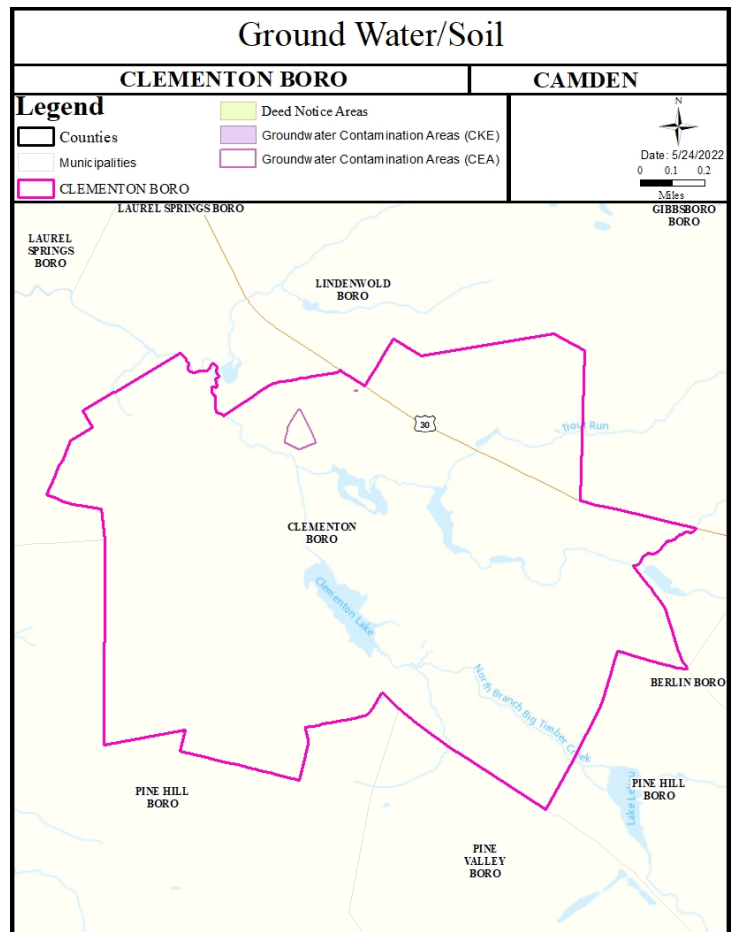 Ground Water/Soil
CLEMENTON BORO
CAMDEN
Legend
Counties
Municipalities
CLEMENTON BORO
Deed Notice Areas
Groundwater Contamination Areas (CKE)
Groundwater Contamination Areas (CEA)
N
Date: 5/24/2022
0 0.1 0.2
Miles
LAUREL SPRINGS BORO
GIBBSBORO
BORO
LAUREL
SPRINGS
BORO
LINDENWOLD
BORO
30
Trout Run
CLEMENTON
BORO
Clementon Lake
North Branch Big Timber Creek
BERLIN BORO
PINE HILL
BORO
PINE HILL
BORO
PINE
VALLEY
BORO